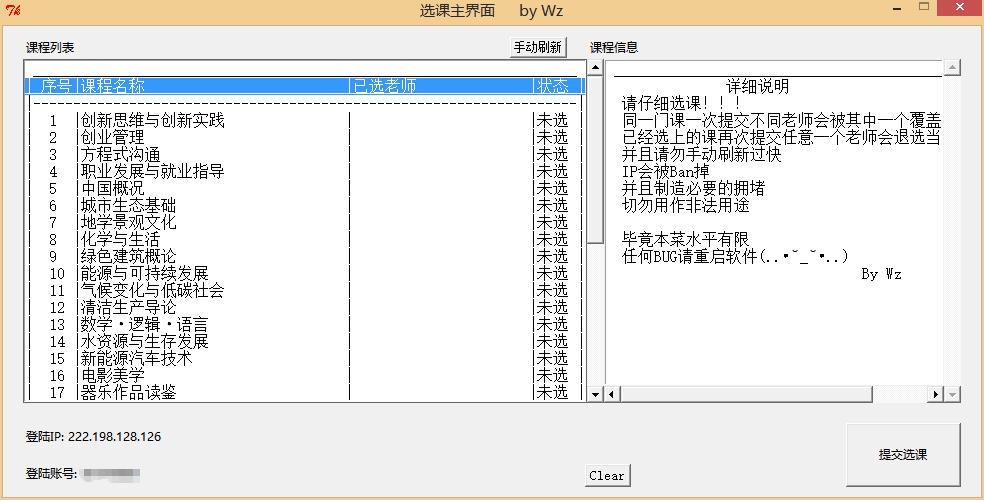 选课主界面 by Wz
课程列表
手动刷新
课程信息
序号|课程名称 |已选老师 |状态
1 |创新思维与创新实践 | |未选
2 |创业管理 | |未选
3 |方程式沟通 | |未选
4 |职业发展与就业指导 | |未选
5 |中国概况 | |未选
6 |城市生态基础 | |未选
7 |地学景观文化 | |未选
8 |化学与生活 | |未选
9 |绿色建筑概论 | |未选
10 |能源与可持续发展 | |未选
11 |气候变化与低碳社会 | |未选
12 |清洁生产导论 | |未选
13 |数学·逻辑·语言 | |未选
14 |水资源与生存发展 | |未选
15 |新能源汽车技术 | |未选
16 |电影美学 | |未选
17 |器乐作品读鉴 | |未选
详细说明
请仔细选课！！！
同一门课一次提交不同老师会被其中一个覆盖
已经选上的课再次提交任意一个老师会退选当
并且请勿手动刷新过快
IP会被Ban掉
并且制造必要的拥堵
切勿用作非法用途
毕竟本菜水平有限
任何BUG请重启软件(..•˘_˘•..)
By Wz
登陆IP: 222.198.128.126
登陆账号:
Clear
提交选课